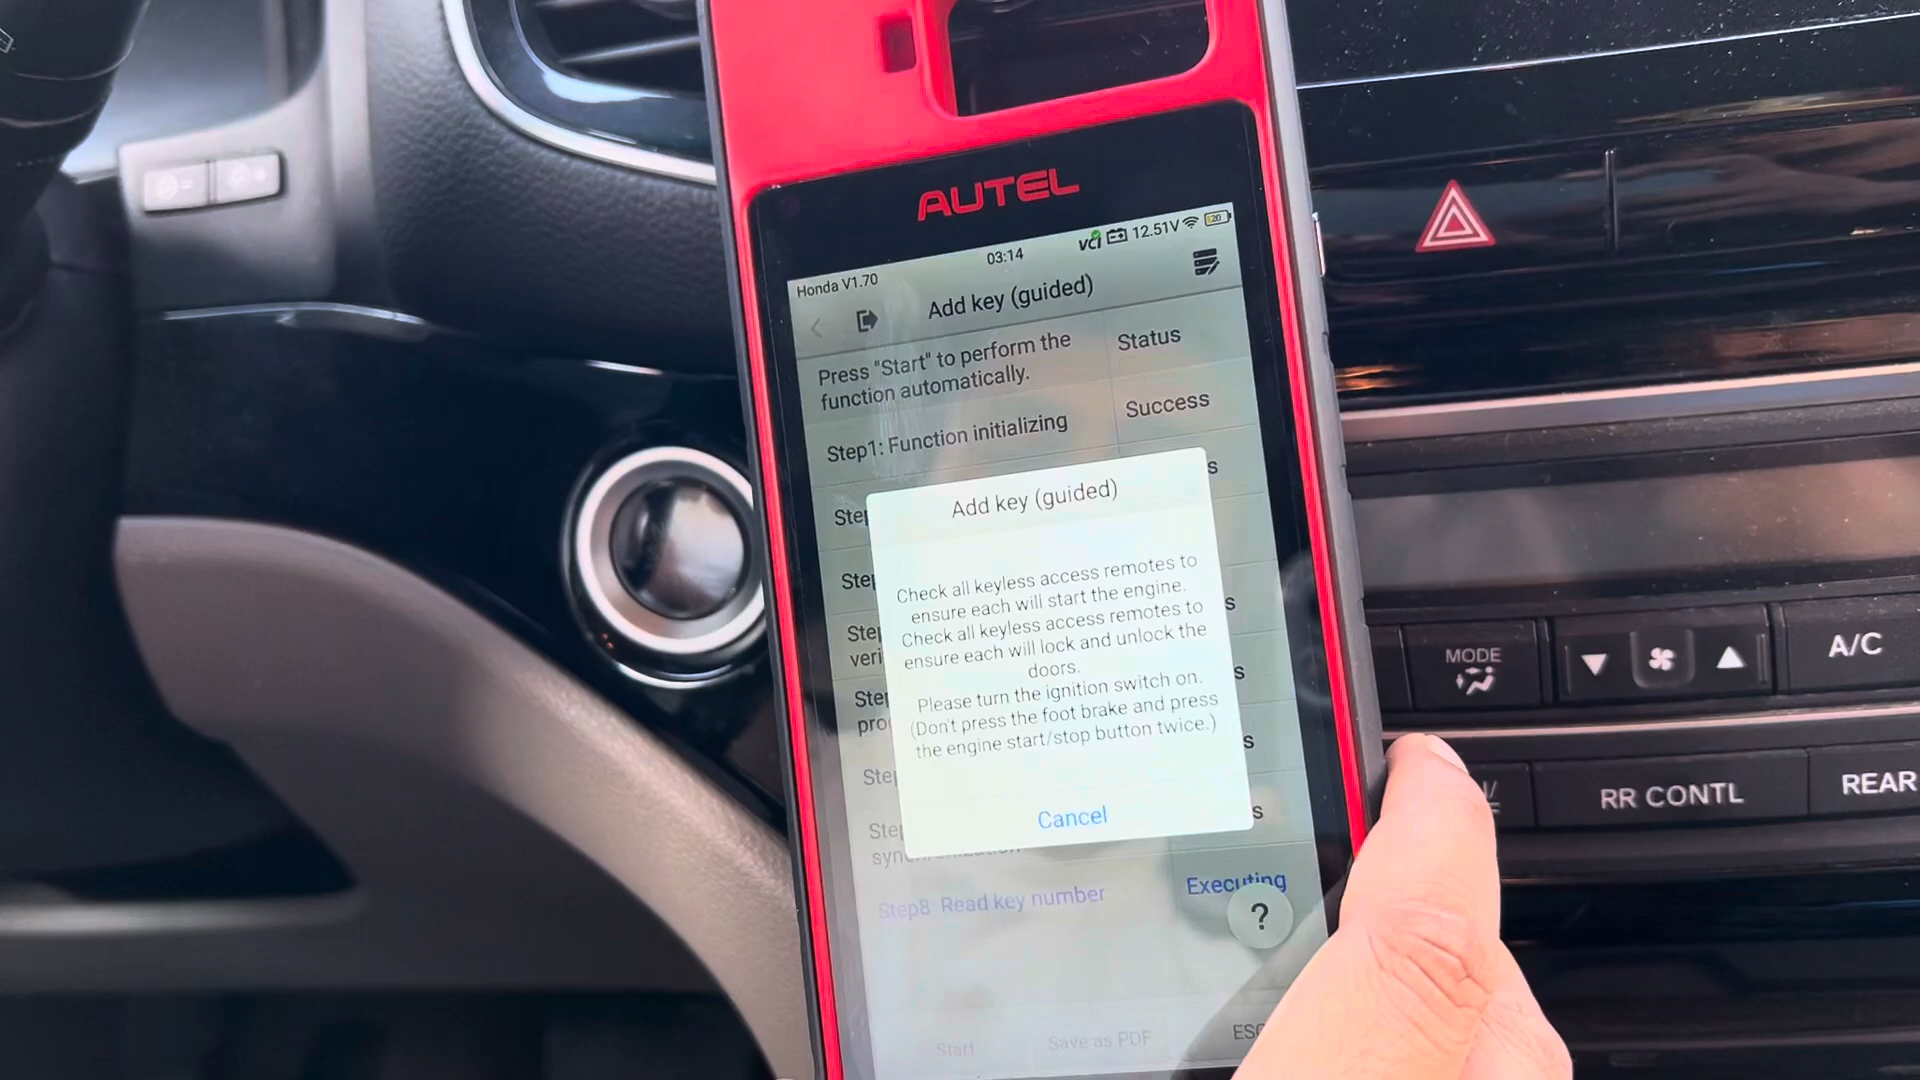 AUTEL
Honda V1.70
03:14
VCI
12.51V
20
Add key (guided)
Press "Start" to perform the
function automatically.
Status
Step1: Function initializing
Success
Add key (guided)
Check all keyless access remotes to
ensure each will start the engine.
Check all keyless access remotes to
ensure each will lock and unlock the
doors.
Please turn the ignition switch on.
(Don't press the foot brake and press
the engine start/stop button twice.)
Cancel
Step8: Read key number
Executing
?
Start
Save as PDF
MODE
A/C
RR CONTL
REAR